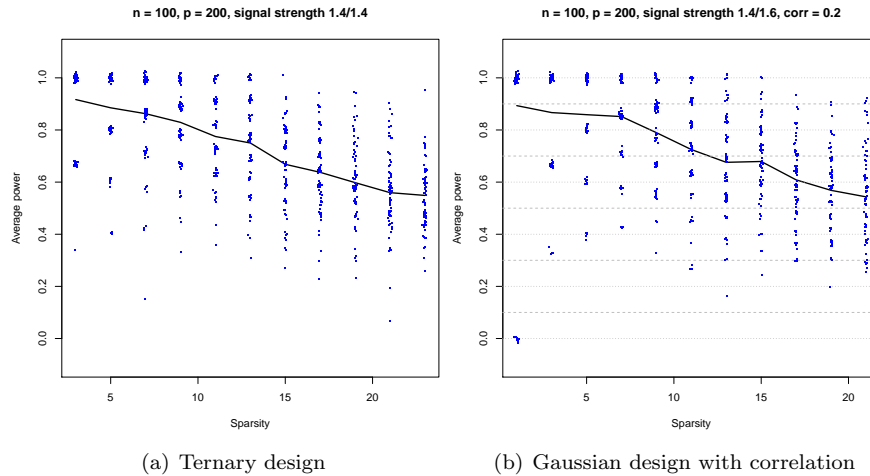 n = 100, p = 200, signal strength 1.4/1.4
n = 100, p = 200, signal strength 1.4/1.6, corr = 0.2
Average power
1.0
0.8
0.6
0.4
0.2
0.0
5
10
15
20
Sparsity
Average power
1.0
0.8
0.6
0.4
0.2
0.0
5
10
15
20
Sparsity
(a) Ternary design
(b) Gaussian design with correlation